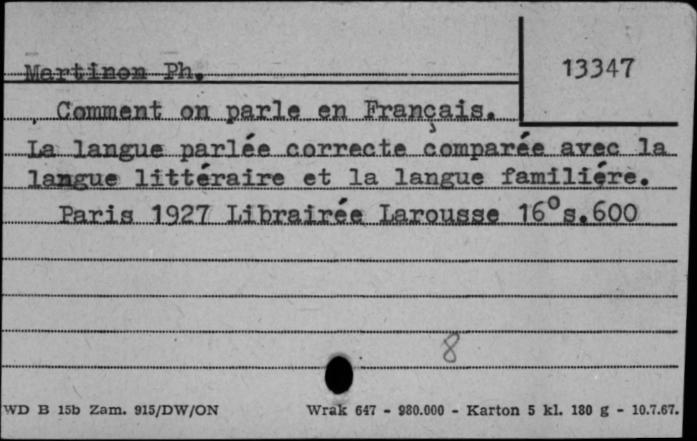 Martinon Ph.
13347
Comment on parle en Français.
La langue parlée correcte comparée avec la
langue littéraire et la langue familiére.
Paris 1927 Librairée Larousse 16° s.600
8
WD B 15b Zam. 915/DW/ON
Wrak 647 - 980.000 - Karton 5 kl. 180 g - 10.7.67.